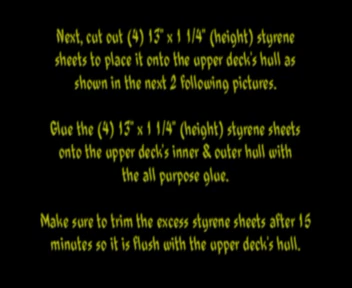 Next, cut out (4) 13" x 1 1/4" (height) styrene
sheets to place it onto the upper deck's hull as
shown in the next 2 following pictures.
Glue the (4) 13" x 1 1/4" (height) styrene sheets
onto the upper deck's inner & outer hull with
the all purpose glue.
Make sure to trim the excess styrene sheets after 15
minutes so it is flush with the upper deck's hull.